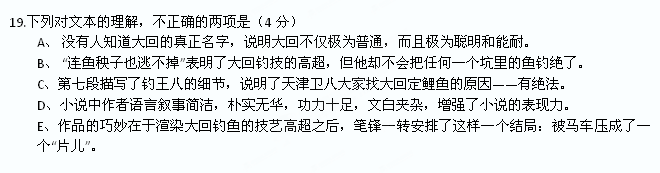 19.下列对文本的理解，不正确的两项是（4 分）
A、 没有人知道大回的真正名字，说明大回不仅极为普通，而且极为聪明和能耐。
B、 “连鱼秧子也逃不掉”表明了大回钓技的高超，但他却不会把任何一个坑里的鱼钓绝了。
C、第七段描写了钓王八的细节，说明了天津卫八大家找大回定鲤鱼的原因——有绝法。
D、小说中作者语言叙事简洁，朴实无华，功力十足，文白夹杂，增强了小说的表现力。
E、作品的巧妙在于渲染大回钓鱼的技艺高超之后，笔锋一转安排了这样一个结局：被马车压成了一
个“片儿”。